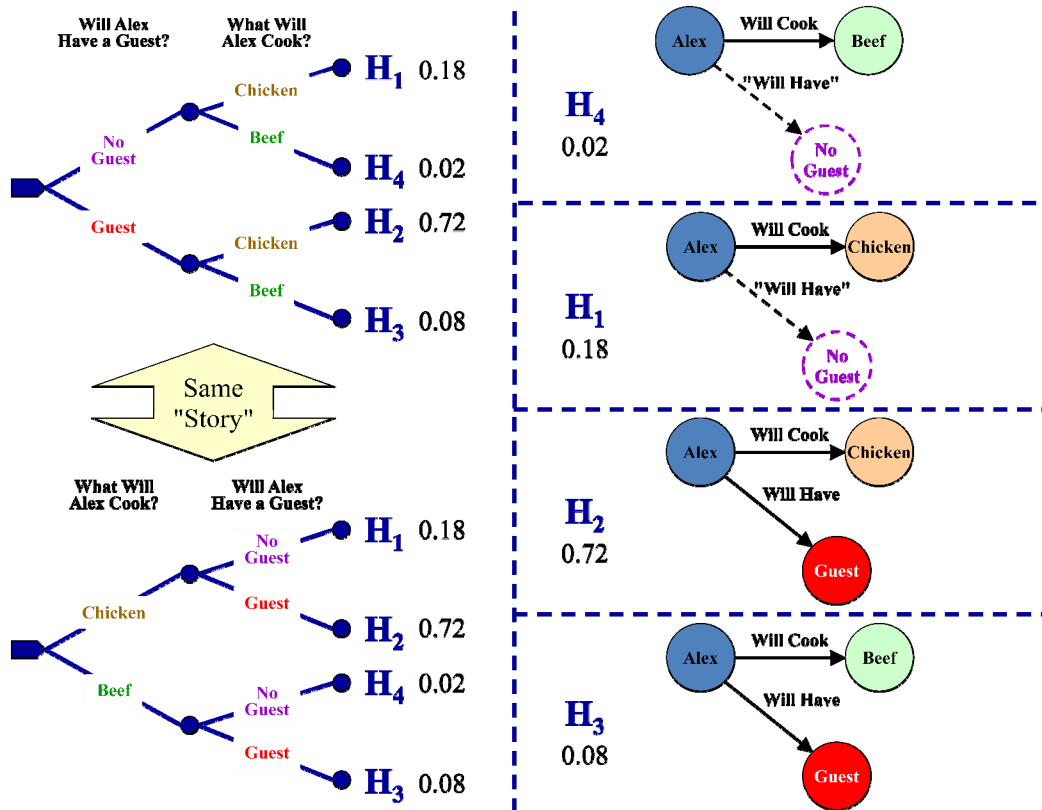 Will Alex
Have a Guest?
What Will
Alex Cook?
H1 0.18
Chicken
No
Guest
Beef
H4 0.02
H2 0.72
Guest
Chicken
Beef
H3 0.08
Same
"Story"
What Will
Alex Cook?
Will Alex
Have a Guest?
H1 0.18
No
Guest
Chicken
Guest
H2 0.72
H4 0.02
Beef
No
Guest
Guest
H3 0.08
Alex
Will Cook
Beef
"Will Have"
H4
0.02
No
Guest
Alex
Will Cook
Chicken
"Will Have"
H1
0.18
No
Guest
Alex
Will Cook
Chicken
Will Have
H2
0.72
Guest
Alex
Will Cook
Beef
Will Have
H3
0.08
Guest